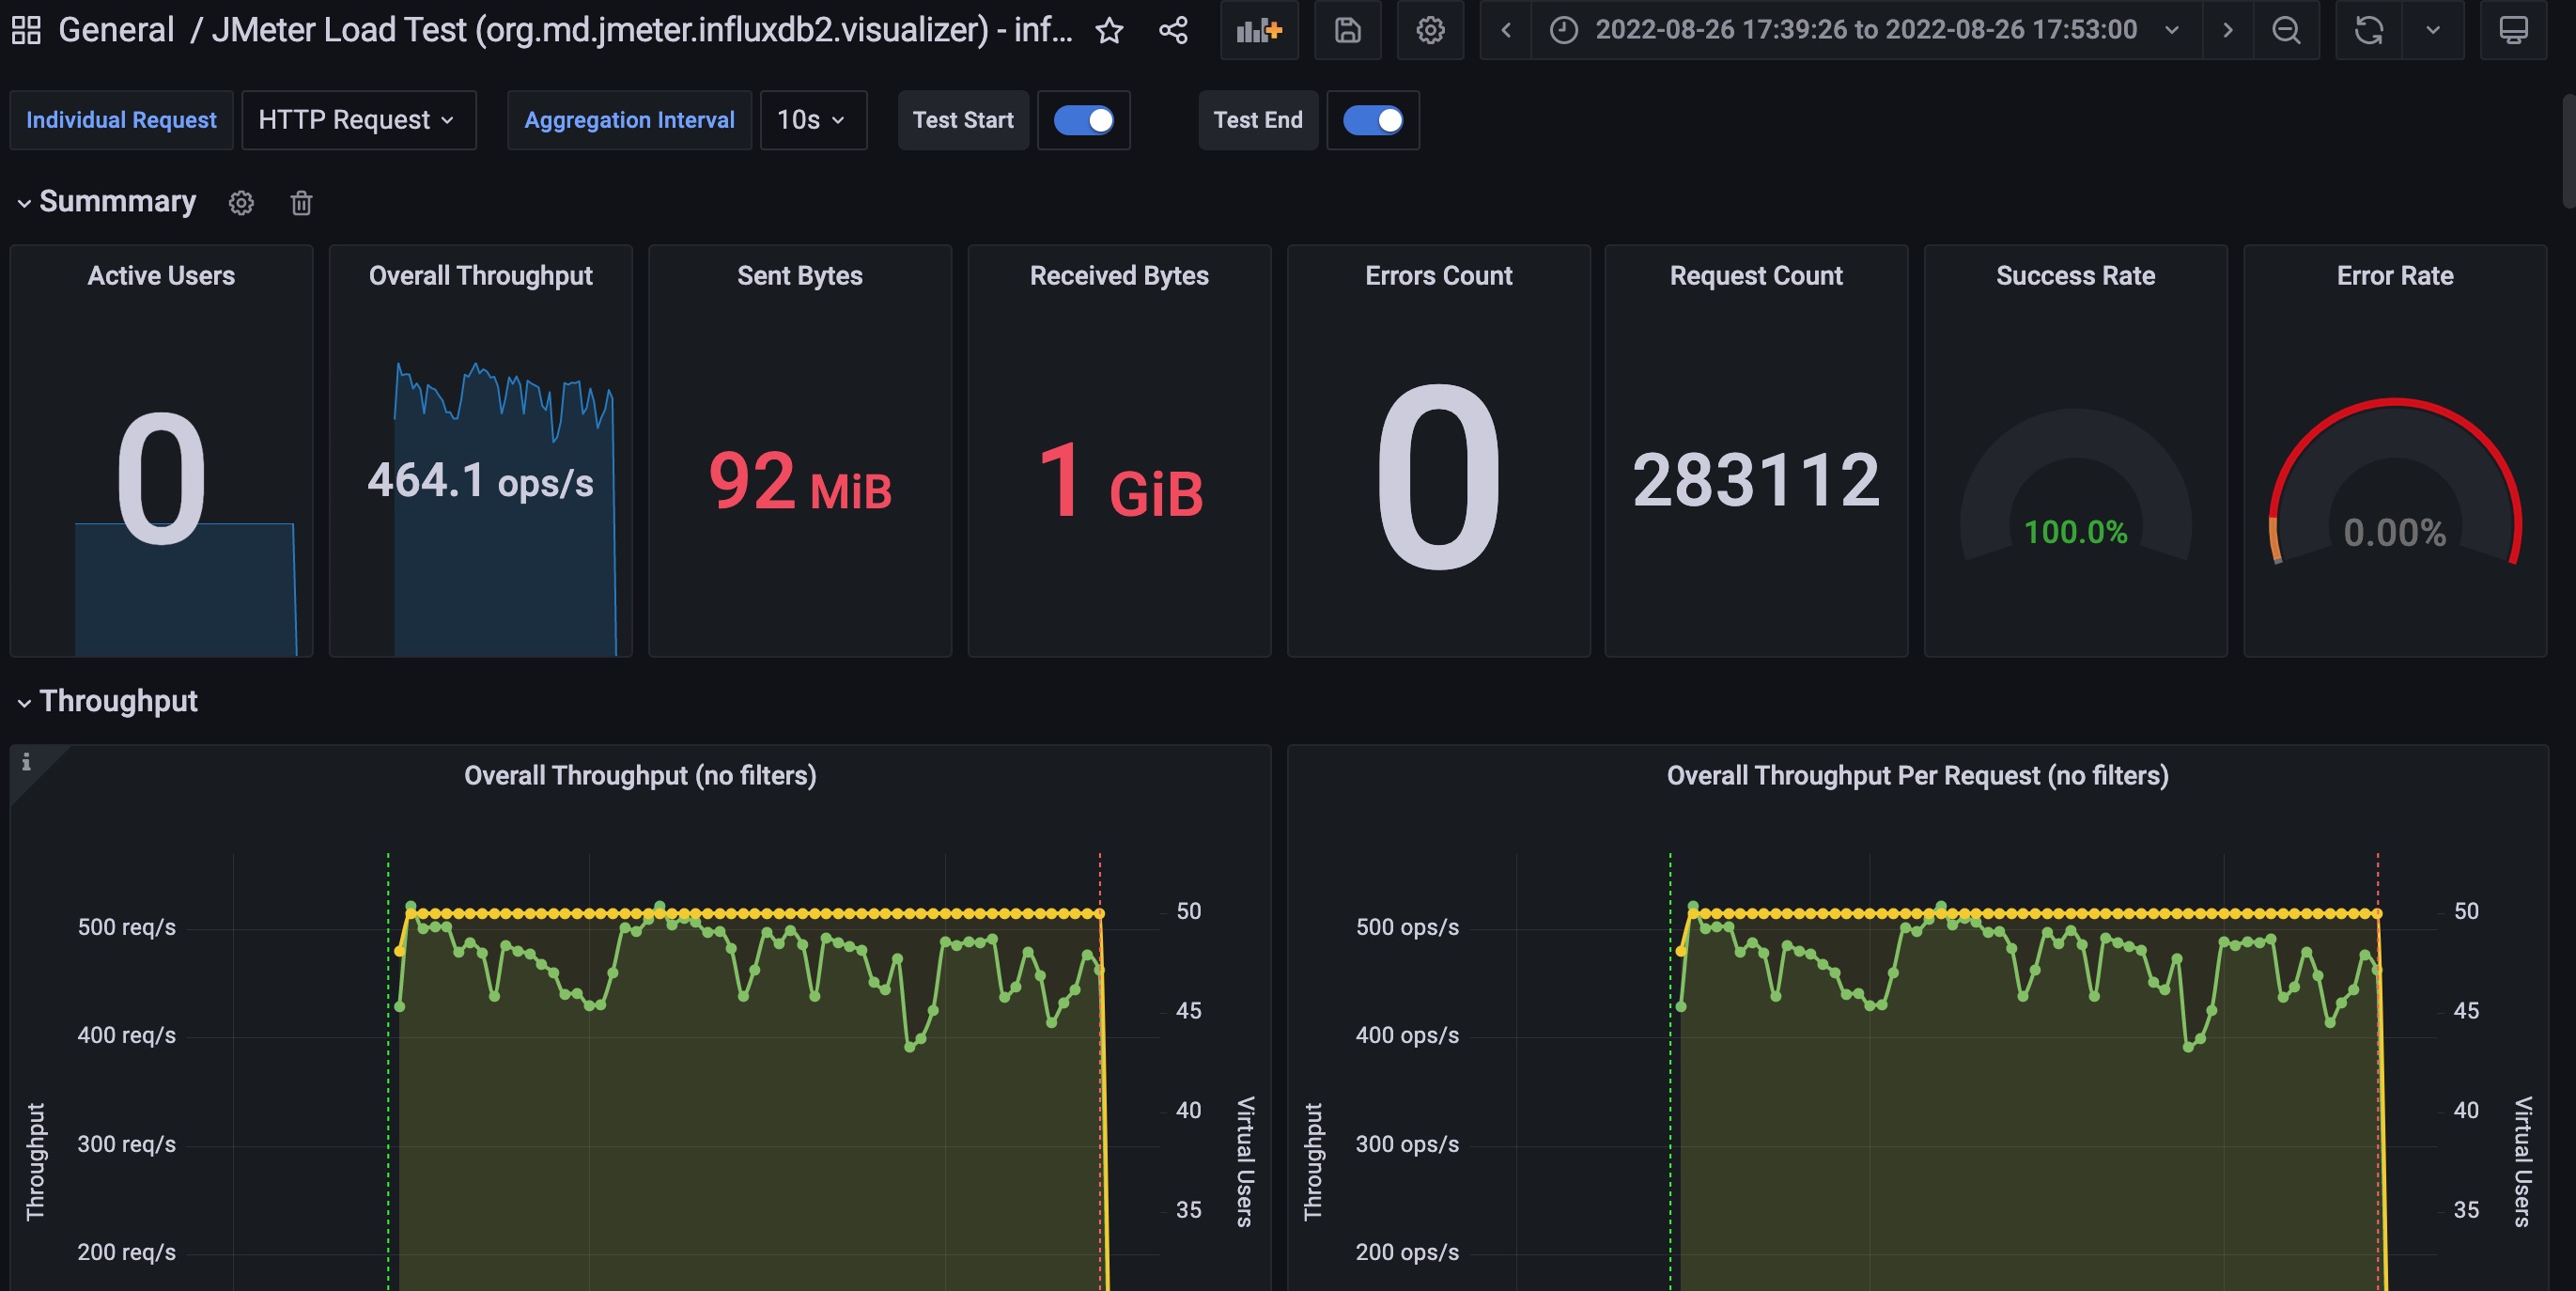 General / JMeter Load Test (org.md.jmeter.influxdb2.visualizer) - inf...
2022-08-26 17:39:26 to 2022-08-26 17:53:00
Individual Request HTTP Request Aggregation Interval 10s Test Start Test End
Summmary
Active Users
0
Overall Throughput
464.1 ops/s
Sent Bytes
92 MiB
Received Bytes
1 GiB
Errors Count
0
Request Count
283112
Success Rate
100.0%
Error Rate
0.00%
Throughput
i
Overall Throughput (no filters)
500 req/s
400 req/s
300 req/s
200 req/s
Throughput
50
45
40
35
Virtual Users
Overall Throughput Per Request (no filters)
500 ops/s
400 ops/s
300 ops/s
200 ops/s
Throughput
50
45
40
35
Virtual Users